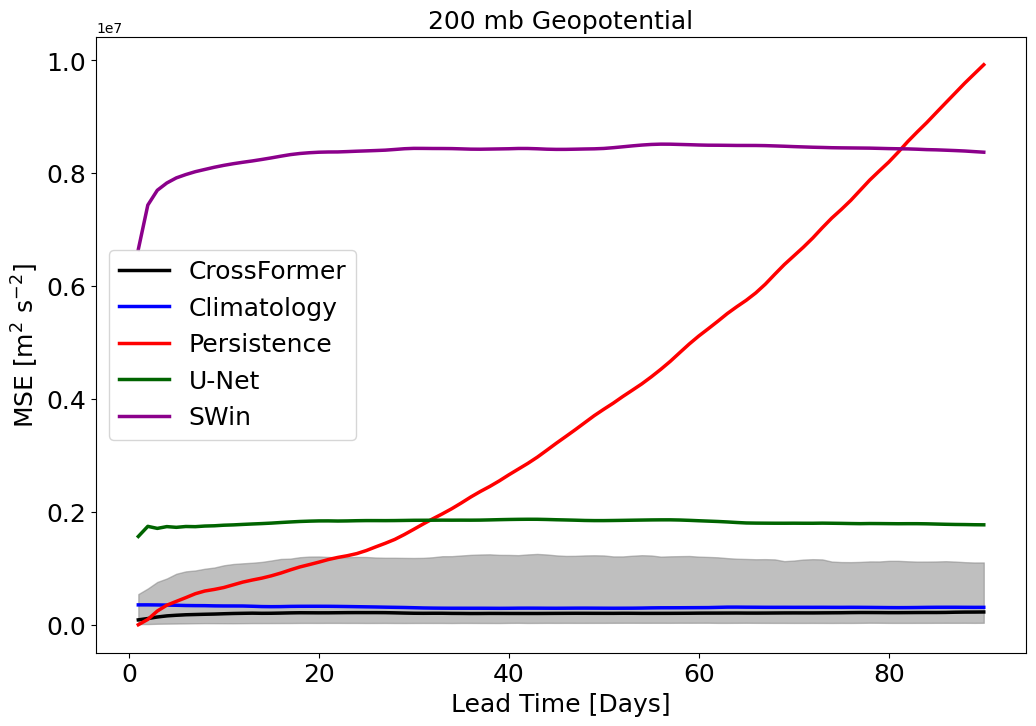 200 mb Geopotential
1e7
1.0
0.8
0.6
0.4
0.2
0.0
MSE [m² s⁻²]
CrossFormer
Climatology
Persistence
U-Net
SWin
0 20 40 60 80
Lead Time [Days]